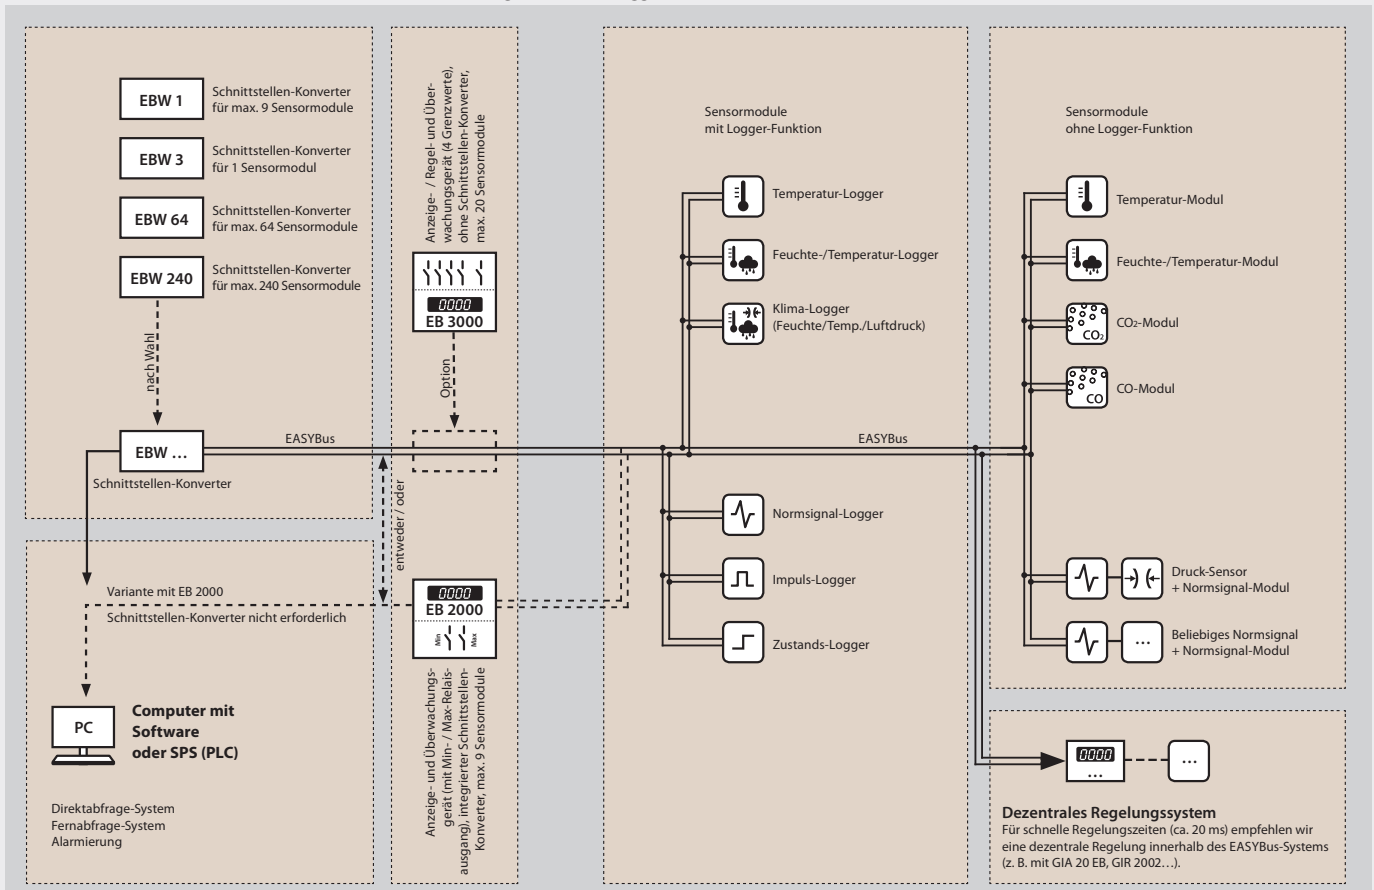 EBW 1
Schnittstellen-Konverter
für max. 9 Sensormodule
EBW 3
Schnittstellen-Konverter
für 1 Sensormodul
EBW 64
Schnittstellen-Konverter
für max. 64 Sensormodule
EBW 240
Schnittstellen-Konverter
für max. 240 Sensormodule
nach Wahl
EBW ...
Schnittstellen-Konverter
EASYBus
Anzeige- / Regel- und Über-
wachungsgerät (4 Grenzwerte),
ohne Schnittstellen-Konverter,
max. 20 Sensormodule
0000
EB 3000
Option
entweder / oder
0000
EB 2000
Min
Max
Anzeige- und Überwachungs-
gerät (mit Min- / Max-Relais-
ausgang), integrierter Schnittstellen-
Konverter, max. 9 Sensormodule
Variante mit EB 2000
Schnittstellen-Konverter nicht erforderlich
PC
Computer mit
Software
oder SPS (PLC)
Direktabfrage-System
Fernabfrage-System
Alarmierung
Sensormodule
mit Logger-Funktion
Temperatur-Logger
Feuchte-/Temperatur-Logger
Klima-Logger
(Feuchte/Temp./Luftdruck)
EASYBus
Normsignal-Logger
Impuls-Logger
Zustands-Logger
Sensormodule
ohne Logger-Funktion
Temperatur-Modul
Feuchte-/Temperatur-Modul
CO₂
CO₂-Modul
CO
CO-Modul
Druck-Sensor
+ Normsignal-Modul
...
Beliebiges Normsignal
+ Normsignal-Modul
0000
...
...
Dezentrales Regelungssystem
Für schnelle Regelungszeiten (ca. 20 ms) empfehlen wir
eine dezentrale Regelung innerhalb des EASYBus-Systems
(z. B. mit GIA 20 EB, GIR 2002…).